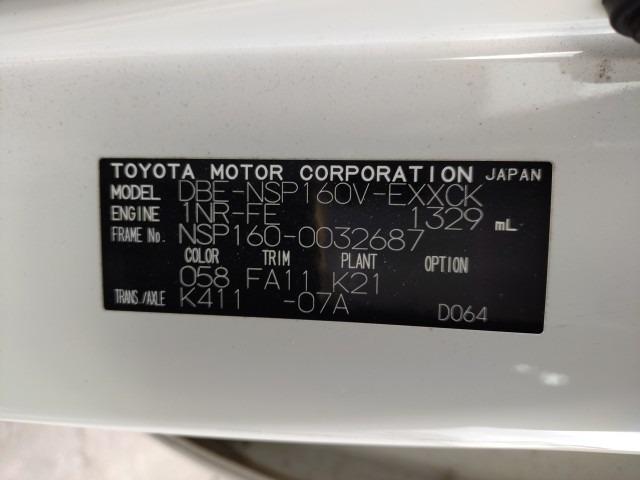 TOYOTA MOTOR CORPORATION JAPAN
MODEL DBE-NSP160V-EXXCK
ENGINE 1NR-FE 1329 mL
FRAME No. NSP160-0032687
COLOR TRIM PLANT OPTION
058 FA11 K21
TRANS./AXLE K411 -07A
D064